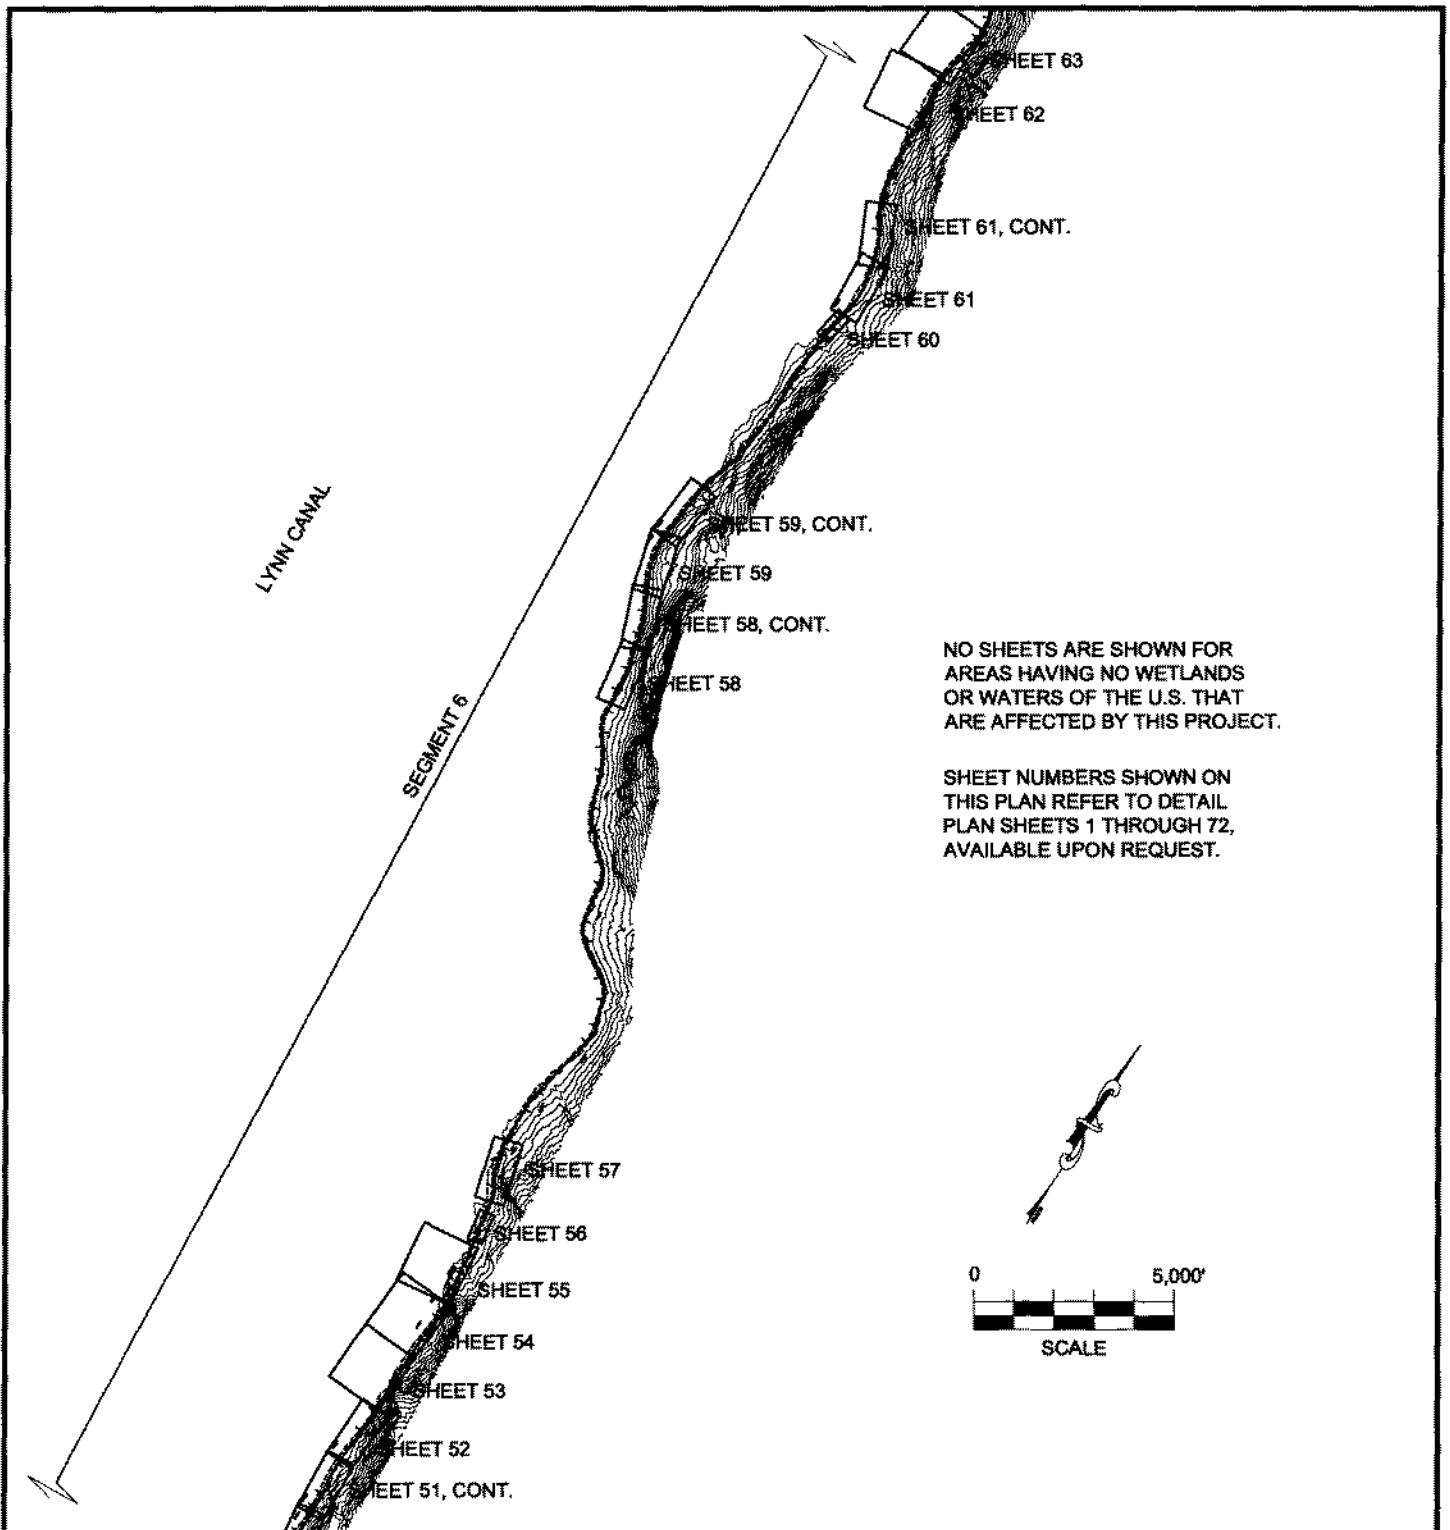 SHEET 63
SHEET 62
SHEET 61, CONT.
SHEET 61
SHEET 60
LYNN CANAL
SHEET 59, CONT.
SHEET 59
SHEET 58, CONT.
SHEET 58
SEGMENT 6
NO SHEETS ARE SHOWN FOR
AREAS HAVING NO WETLANDS
OR WATERS OF THE U.S. THAT
ARE AFFECTED BY THIS PROJECT.
SHEET NUMBERS SHOWN ON
THIS PLAN REFER TO DETAIL
PLAN SHEETS 1 THROUGH 72,
AVAILABLE UPON REQUEST.
SHEET 57
SHEET 56
SHEET 55
SHEET 54
SHEET 53
SHEET 52
SHEET 51, CONT.
0 5,000'
SCALE